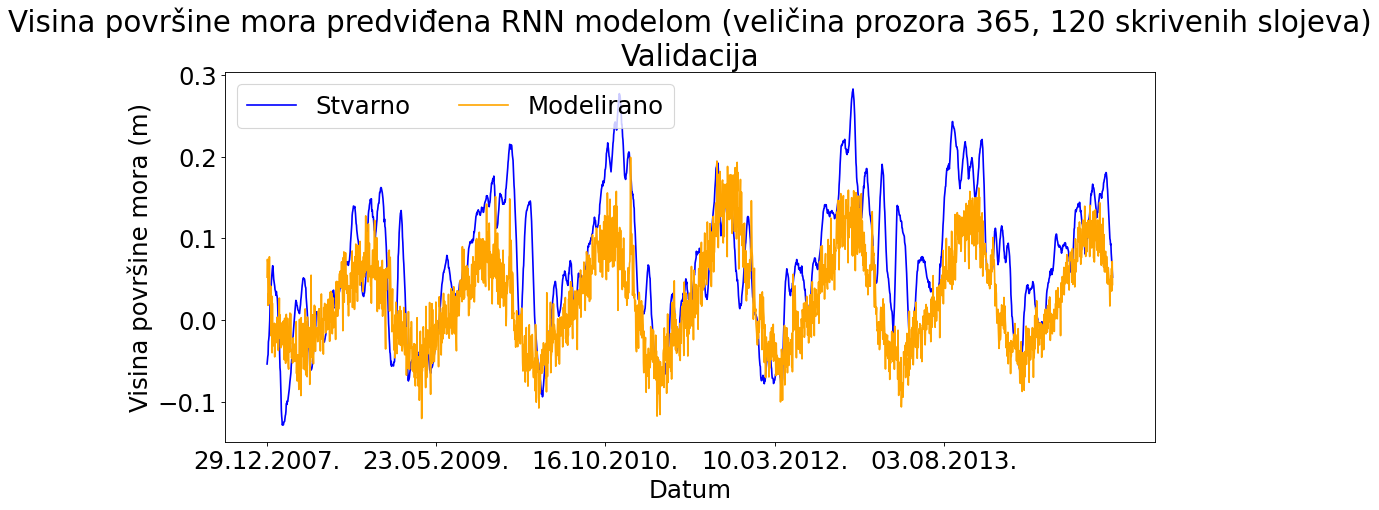 Visina površine mora predviđena RNN modelom (veličina prozora 365, 120 skrivenih slojeva)
Validacija
Stvarno
Modelirano
Visina površine mora (m)
0.3
0.2
0.1
0.0
−0.1
29.12.2007.
23.05.2009.
16.10.2010.
10.03.2012.
03.08.2013.
Datum